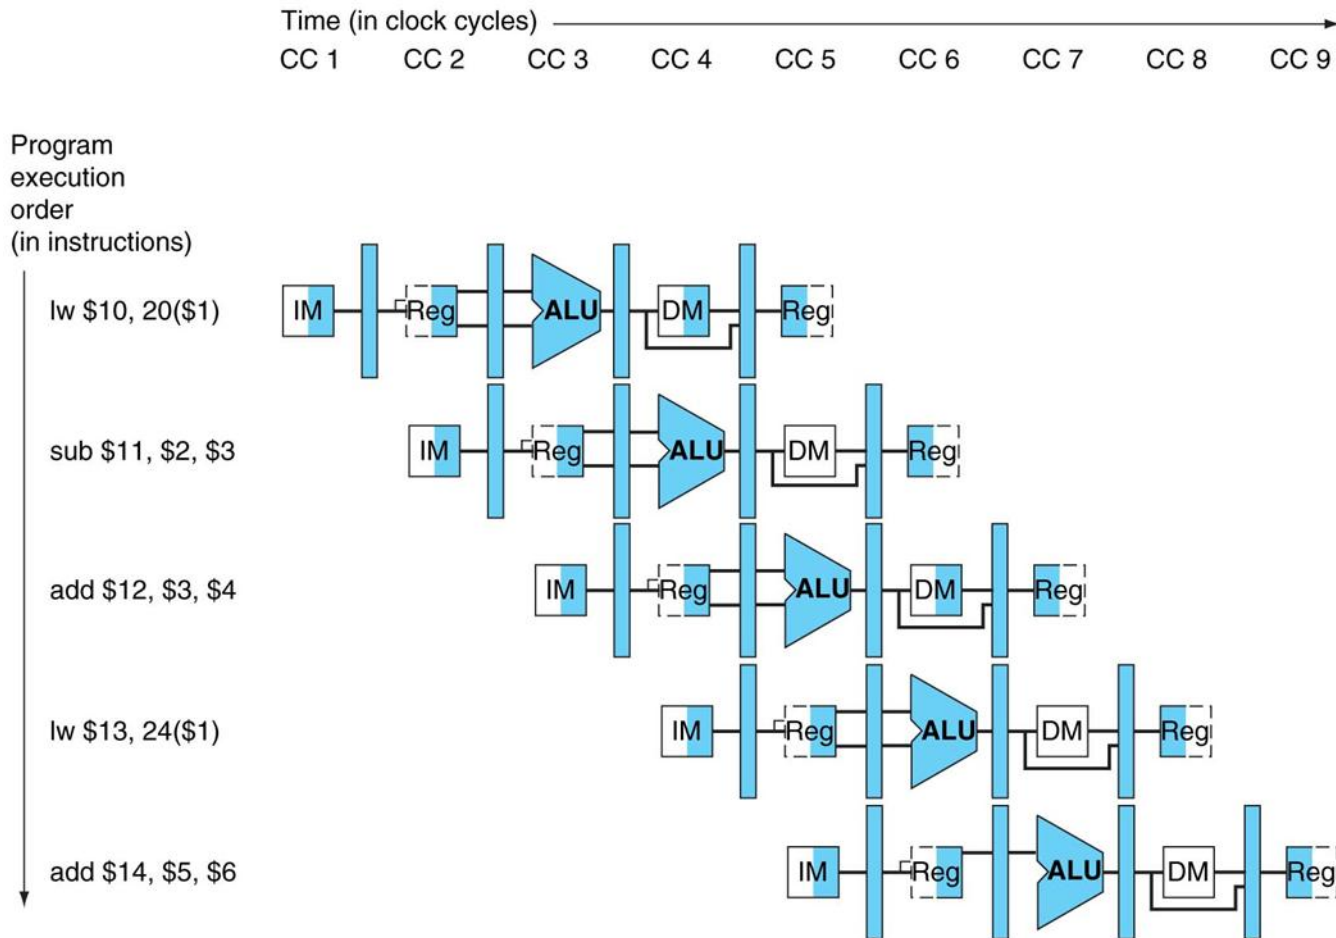 Time (in clock cycles)
CC 1 CC 2 CC 3 CC 4 CC 5 CC 6 CC 7 CC 8 CC 9
Program
execution
order
(in instructions)
lw $10, 20($1) IM Reg ALU DM Reg
sub $11, $2, $3 IM Reg ALU DM Reg
add $12, $3, $4 IM Reg ALU DM Reg
lw $13, 24($1) IM Reg ALU DM Reg
add $14, $5, $6 IM Reg ALU DM Reg